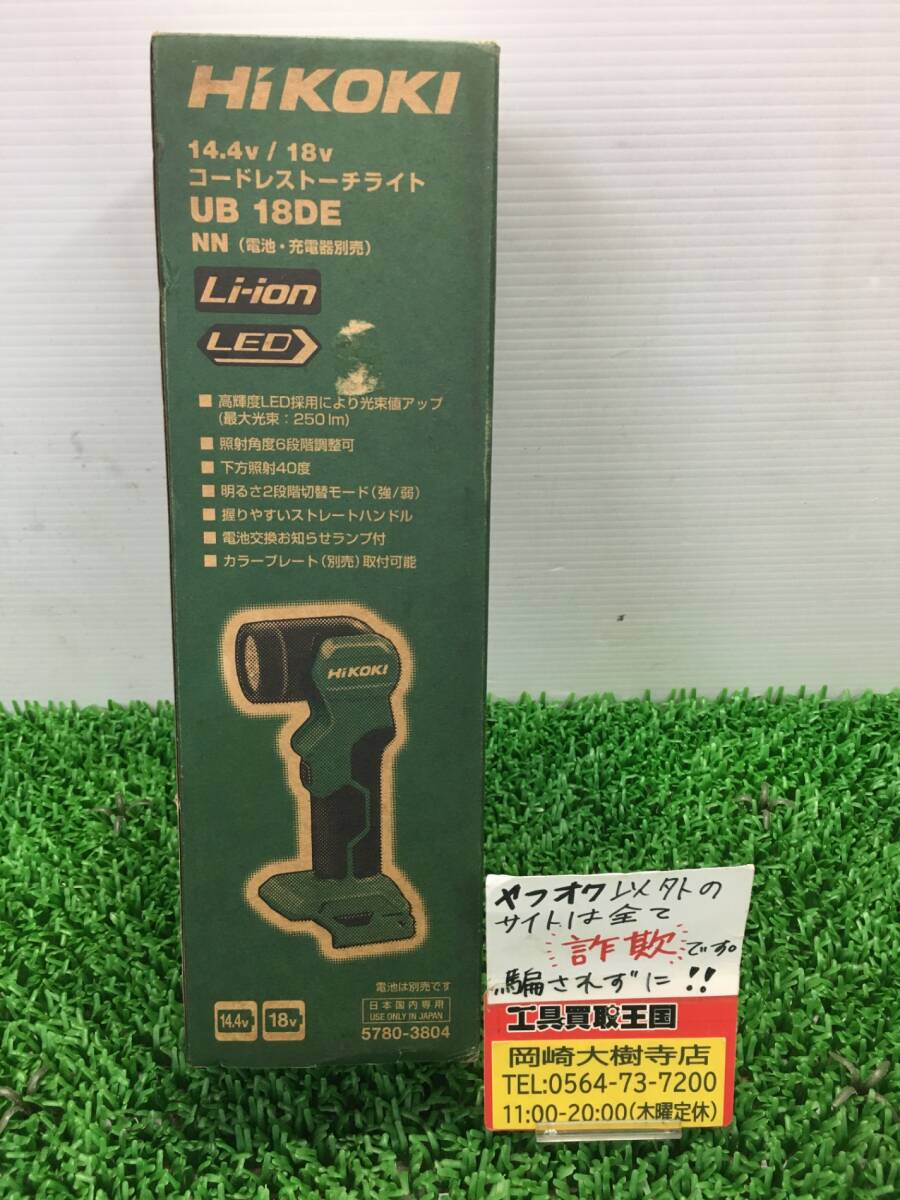 HiKOKI
14.4v / 18v
コードレストーチライト
UB 18DE
NN (電池・充電器別売)
Li-ion
LED
■ 高輝度LED採用により光束値アップ
(最大光束：250 lm)
■ 照射角度6段階調整可
■ 下方照射40度
■ 明るさ2段階切替モード(強/弱)
■ 握りやすいストレートハンドル
■ 電池交換お知らせランプ付
■ カラープレート(別売)取付可能
HiKOKI
電池は別売です
14.4v 18v
日本国内専用
USE ONLY IN JAPAN
5780-3804
ヤフオク以外の
サイトは全て
詐欺です。
騙されずに!!
工具買取王国
岡崎大樹寺店
TEL:0564-73-7200
11:00-20:00(木曜定休)